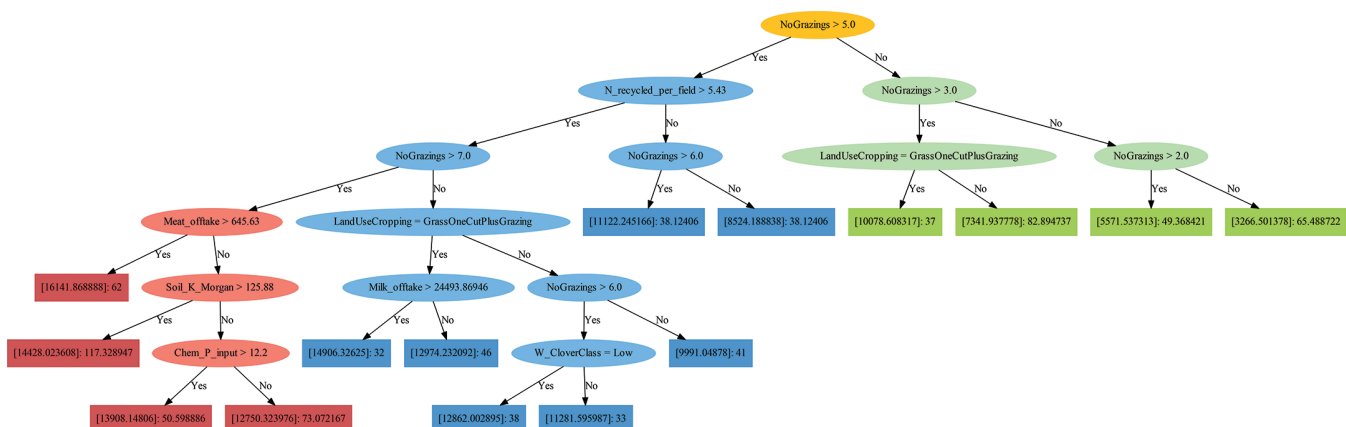 NoGrazings > 5.0
Yes
No
N_recycled_per_field > 5.43
NoGrazings > 3.0
Yes
No
Yes
No
NoGrazings > 7.0
NoGrazings > 6.0
LandUseCropping = GrassOneCutPlusGrazing
NoGrazings > 2.0
Yes
No
Yes
No
Yes
No
Yes
No
Meat_offtake > 645.63
LandUseCropping = GrassOneCutPlusGrazing
[11122.245166]: 38.12406
[8524.188838]: 38.12406
[10078.608317]: 37
[7341.937778]: 82.894737
[5571.537313]: 49.368421
[3266.501378]: 65.488722
Yes
No
Yes
No
[16141.868888]: 62
Soil_K_Morgan > 125.88
Milk_offtake > 24493.86946
NoGrazings > 6.0
Yes
No
Yes
No
Yes
No
[14428.023608]: 117.328947
Chem_P_input > 12.2
[14906.32625]: 32
[12974.232092]: 46
W_CloverClass = Low
[9991.04878]: 41
Yes
No
Yes
No
[13908.14806]: 50.598886
[12750.323976]: 73.072167
[12862.002895]: 38
[11281.595987]: 33